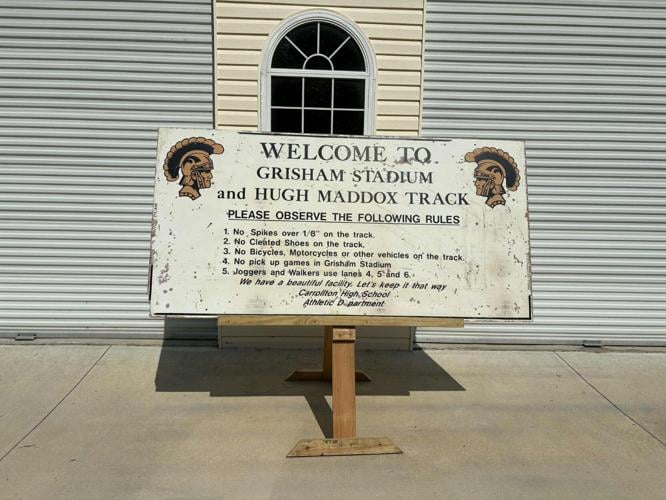 WELCOME TO
GRISHAM STADIUM
and HUGH MADDOX TRACK
PLEASE OBSERVE THE FOLLOWING RULES
1. No Spikes over 1/8" on the track.
2. No Cleated Shoes on the track.
3. No Bicycles, Motorcycles or other vehicles on the track.
4. No pick up games in Grisham Stadium
5. Joggers and Walkers use lanes 4, 5 and 6.
We have a beautiful facility. Let's keep it that way
Carrollton High School
Athletic D partment